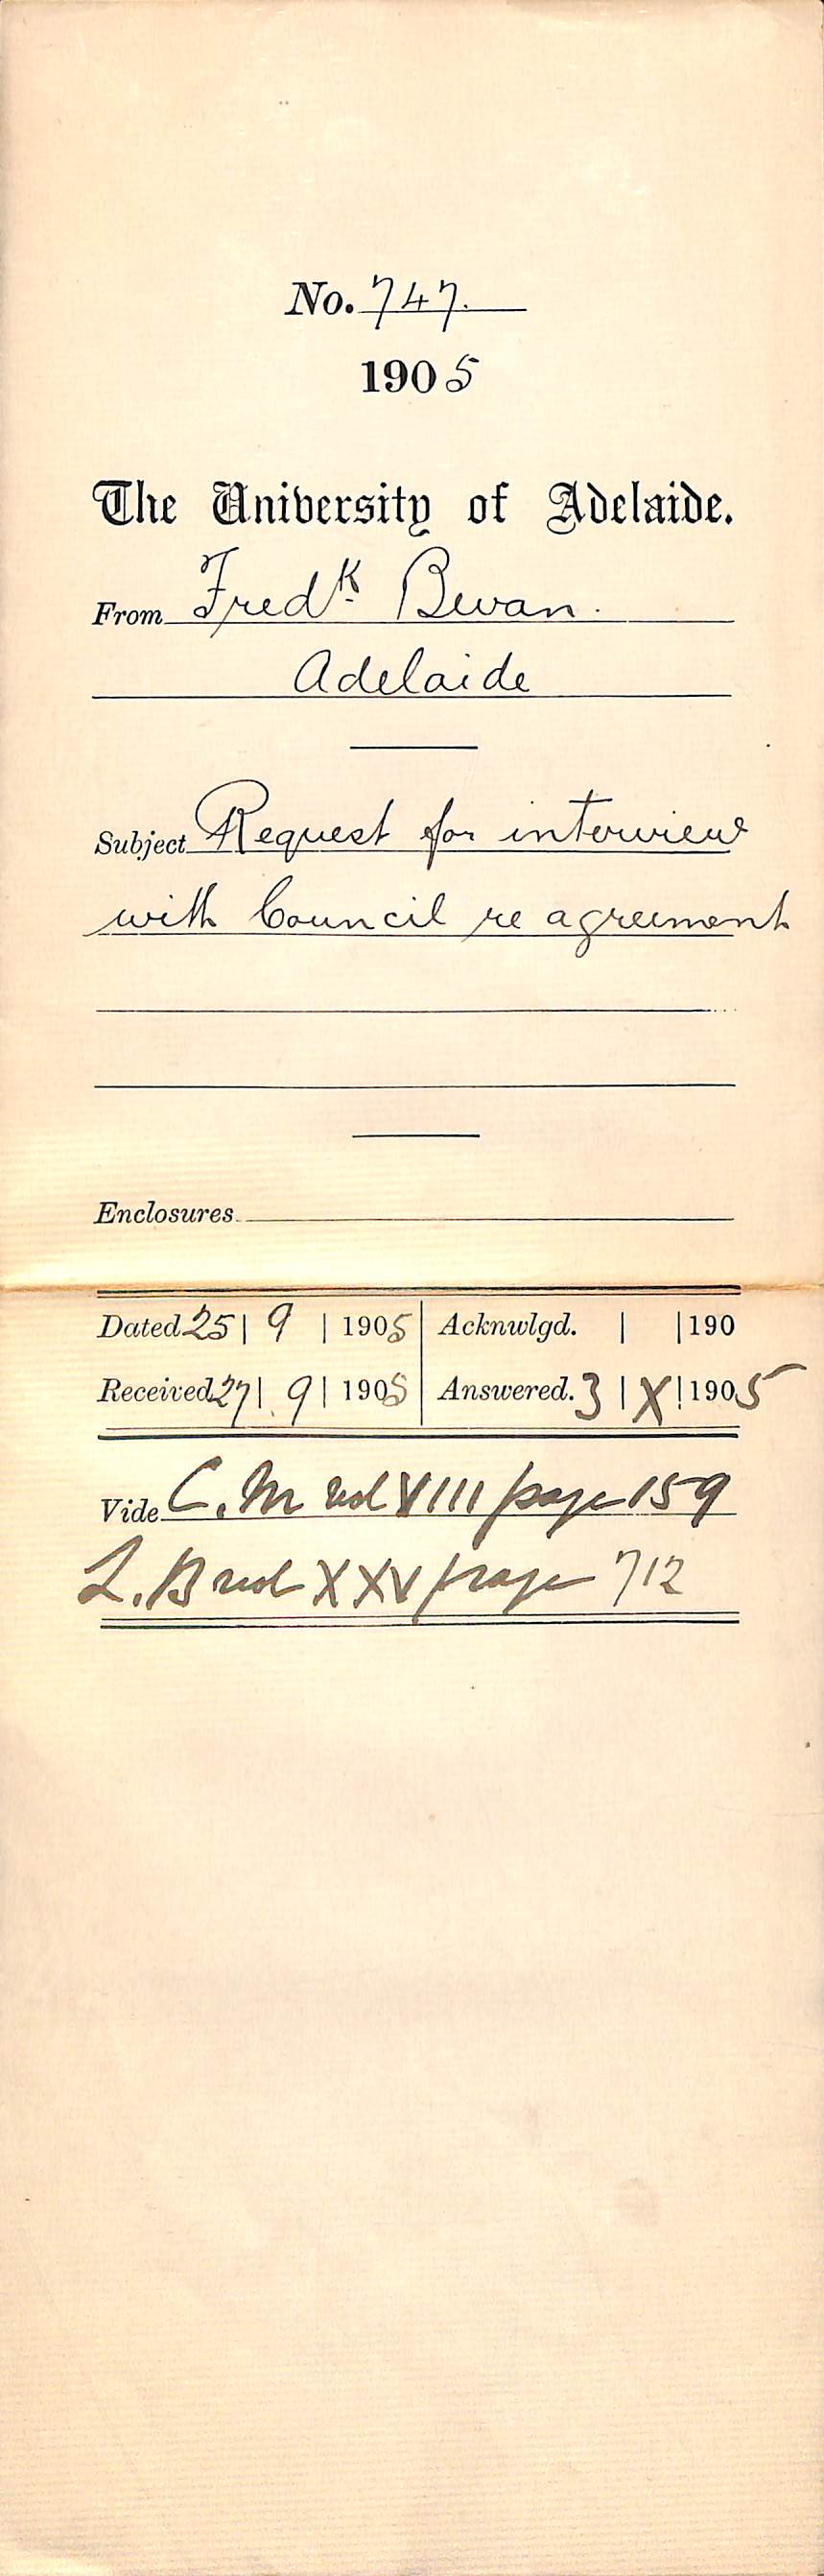 No. 747.
1905
The University of Adelaide.
From Fredk. Bevan.
Adelaide
Subject Request for interview
with Council re agreement
Enclosures
Dated 25 | 9 | 1905 | Acknwlgd. | | 190
Received 27 | 9 | 1905 | Answered. 3 | X | 1905
Vide C. M vol VIII page 159
L. B vol XXV page 712